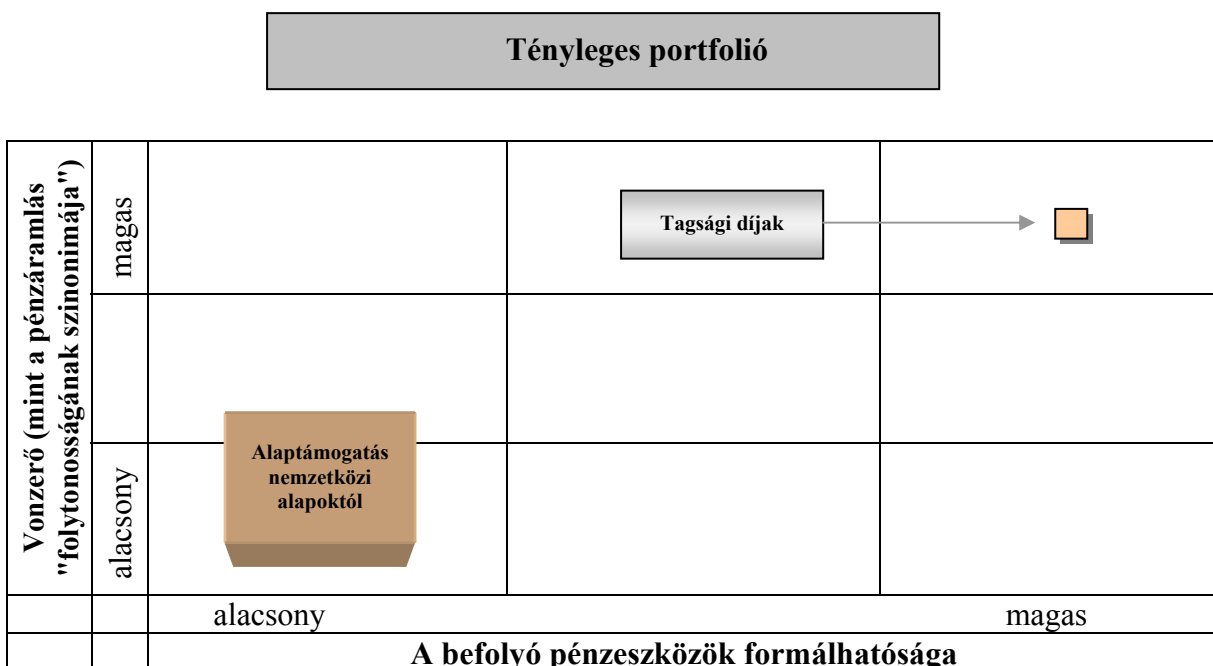 Tényleges portfolió
Vonzerő (mint a pénzáramlás
"folytonosságának szinonimája")
magas
Tagsági díjak
alacsony
Alaptámogatás
nemzetközi
alapoktól
alacsony
magas
A befolyó pénzeszközök formálhatósága